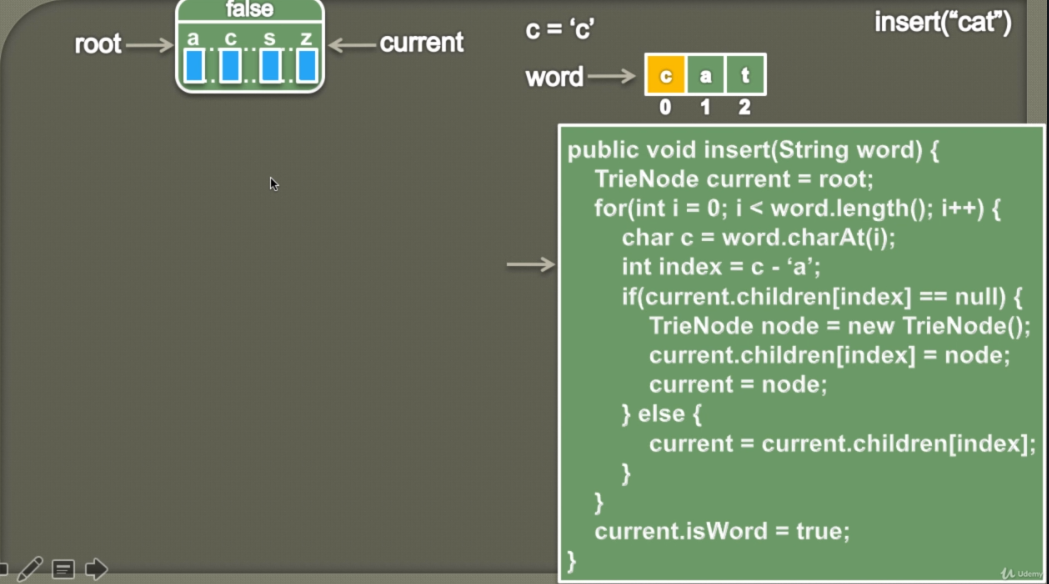 false
a c s z
root
current
c = ‘c’
insert(“cat”)
word
c a t
0 1 2
public void insert(String word) {
TrieNode current = root;
for(int i = 0; i < word.length(); i++) {
char c = word.charAt(i);
int index = c - ‘a’;
if(current.children[index] == null) {
TrieNode node = new TrieNode();
current.children[index] = node;
current = node;
} else {
current = current.children[index];
}
}
current.isWord = true;
}
Udemy